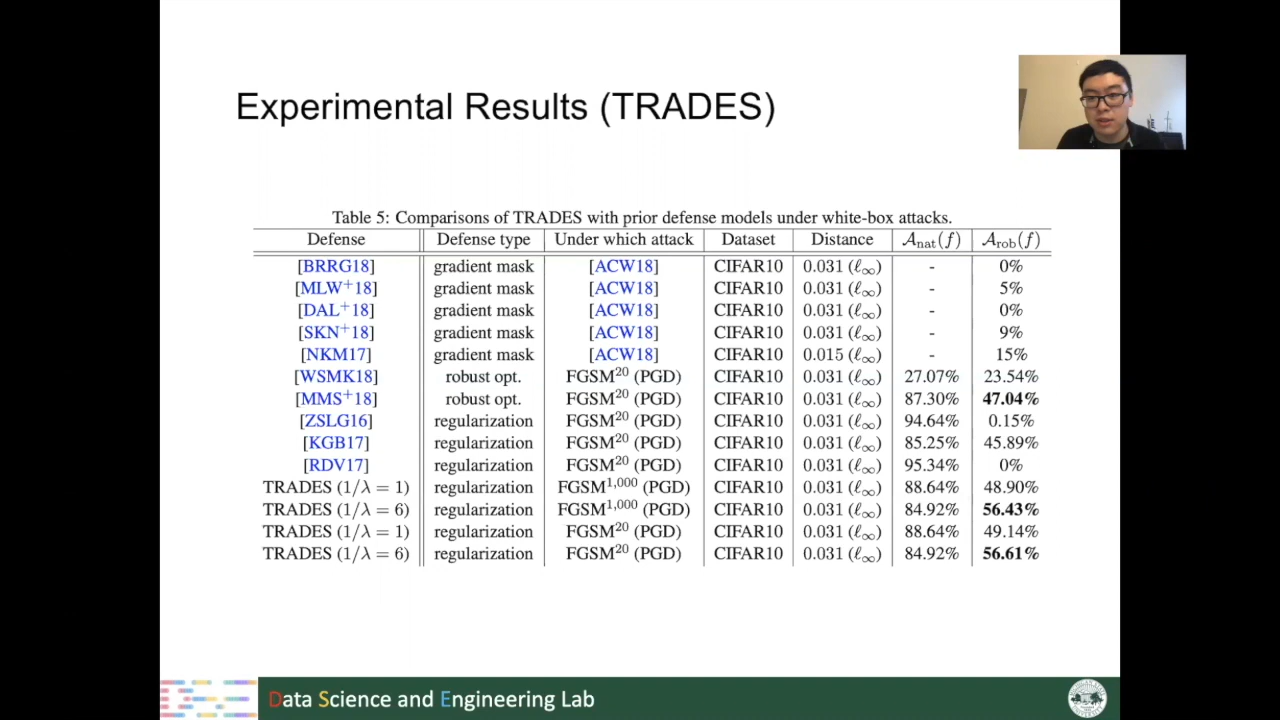 Experimental Results (TRADES)
Table 5: Comparisons of TRADES with prior defense models under white-box attacks.
Defense Defense type Under which attack Dataset Distance 𝒜nat(f) 𝒜rob(f)
[BRRG18] gradient mask [ACW18] CIFAR10 0.031 (ℓ∞) - 0%
[MLW+18] gradient mask [ACW18] CIFAR10 0.031 (ℓ∞) - 5%
[DAL+18] gradient mask [ACW18] CIFAR10 0.031 (ℓ∞) - 0%
[SKN+18] gradient mask [ACW18] CIFAR10 0.031 (ℓ∞) - 9%
[NKM17] gradient mask [ACW18] CIFAR10 0.015 (ℓ∞) - 15%
[WSMK18] robust opt. FGSM20 (PGD) CIFAR10 0.031 (ℓ∞) 27.07% 23.54%
[MMS+18] robust opt. FGSM20 (PGD) CIFAR10 0.031 (ℓ∞) 87.30% 47.04%
[ZSLG16] regularization FGSM20 (PGD) CIFAR10 0.031 (ℓ∞) 94.64% 0.15%
[KGB17] regularization FGSM20 (PGD) CIFAR10 0.031 (ℓ∞) 85.25% 45.89%
[RDV17] regularization FGSM20 (PGD) CIFAR10 0.031 (ℓ∞) 95.34% 0%
TRADES (1/λ = 1) regularization FGSM1,000 (PGD) CIFAR10 0.031 (ℓ∞) 88.64% 48.90%
TRADES (1/λ = 6) regularization FGSM1,000 (PGD) CIFAR10 0.031 (ℓ∞) 84.92% 56.43%
TRADES (1/λ = 1) regularization FGSM20 (PGD) CIFAR10 0.031 (ℓ∞) 88.64% 49.14%
TRADES (1/λ = 6) regularization FGSM20 (PGD) CIFAR10 0.031 (ℓ∞) 84.92% 56.61%
Data Science and Engineering Lab